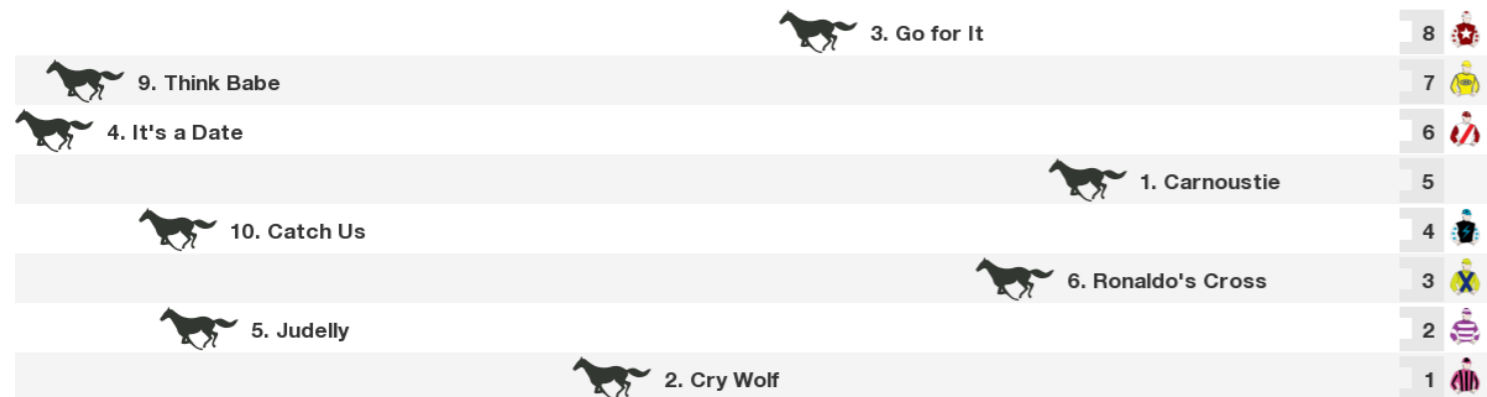 3. Go for It 8
9. Think Babe 7
4. It's a Date 6
1. Carnoustie 5
10. Catch Us 4
6. Ronaldo's Cross 3
5. Judelly 2
2. Cry Wolf 1